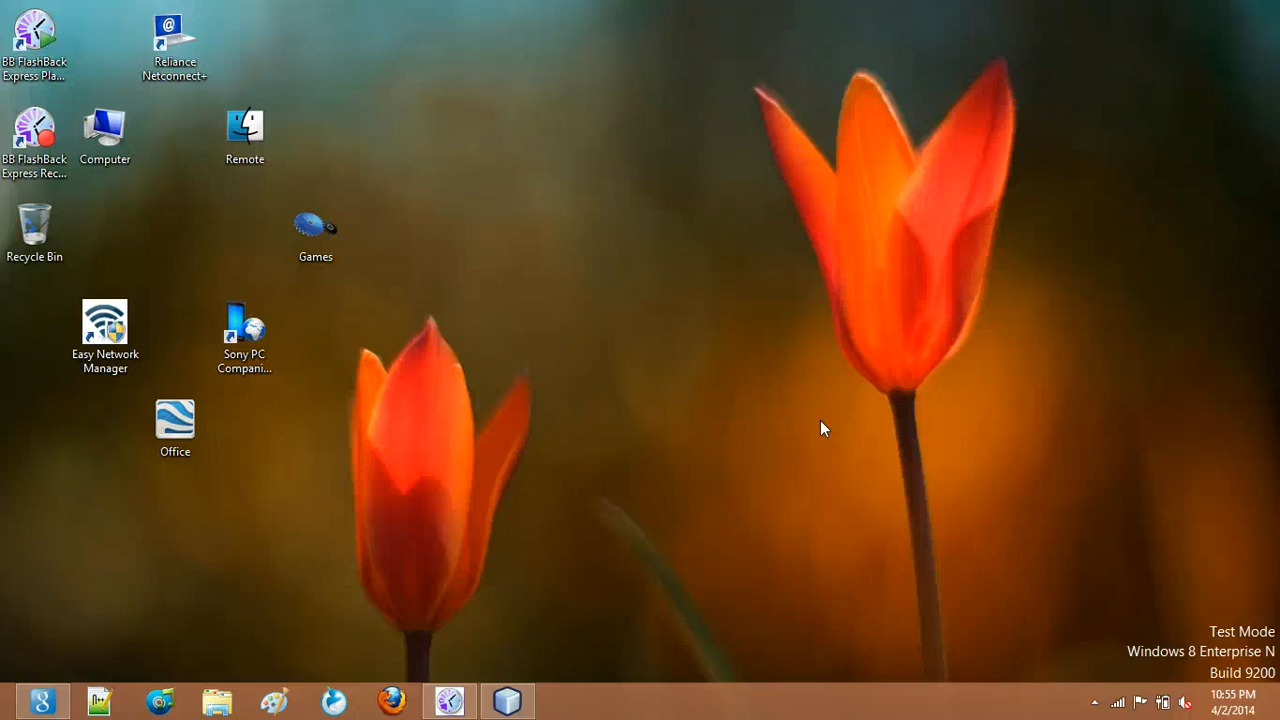 BB FlashBack
Express Pla...
Reliance
Netconnect+
BB FlashBack
Express Rec...
Computer
Remote
Recycle Bin
Games
Easy Network
Manager
Sony PC
Compani...
Office
Test Mode
Windows 8 Enterprise N
Build 9200
10:55 PM
4/2/2014